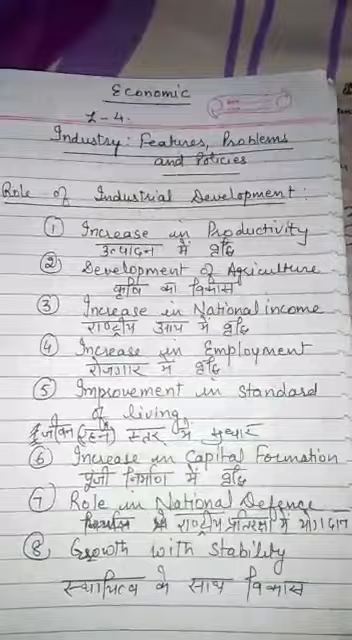 Economic
L-4.
Industry: Features, Problems
and Policies
Role of Industrial Development:
① Increase in Productivity
उत्पादन में वृद्धि
② Development of Agriculture
कृषि का विकास
③ Increase in National income
राष्ट्रीय आय में वृद्धि
④ Increase in Employment
रोजगार में वृद्धि
⑤ Improvement in Standard
of living
(रहन) स्तर में सुधार
⑥ Increase in Capital Formation
पूंजी निर्माण में वृद्धि
⑦ Role in National Defence
राष्ट्रीय प्रतिरक्षा में योगदान
⑧ Growth with Stability
स्थायित्व के साथ विकास